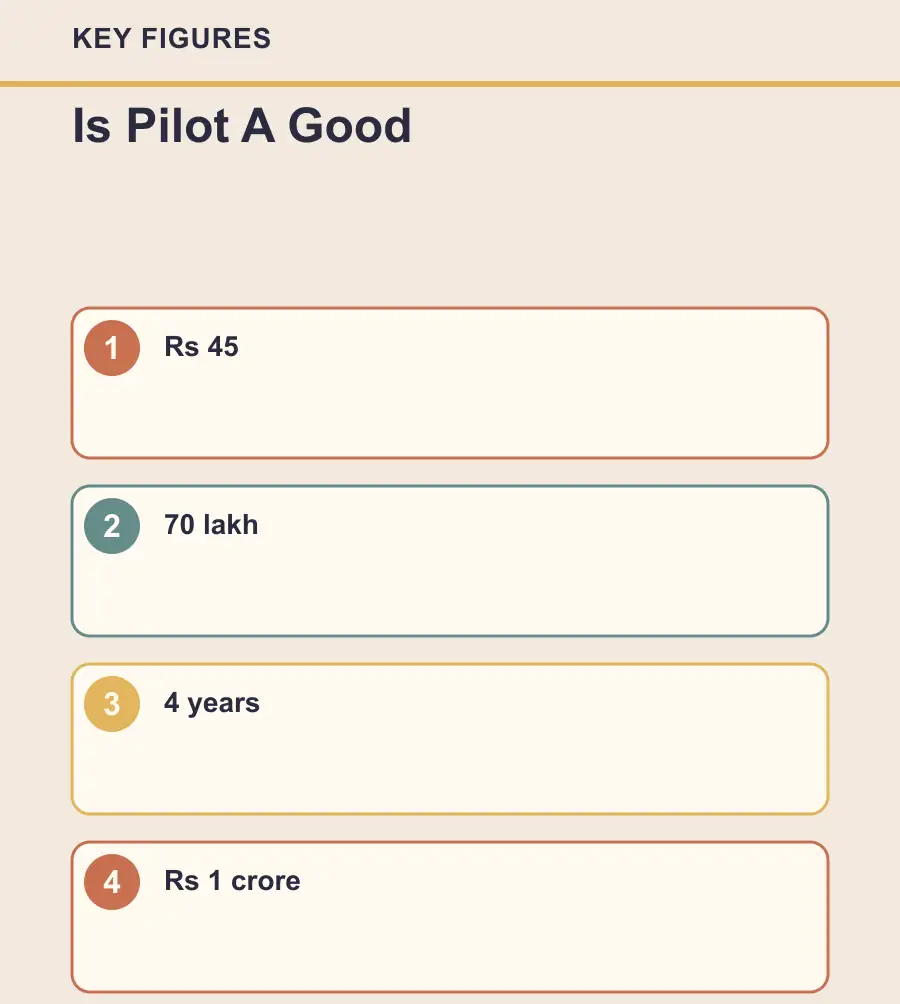 KEY FIGURES
Is Pilot A Good
1 Rs 45
2 70 lakh
3 4 years
4 Rs 1 crore